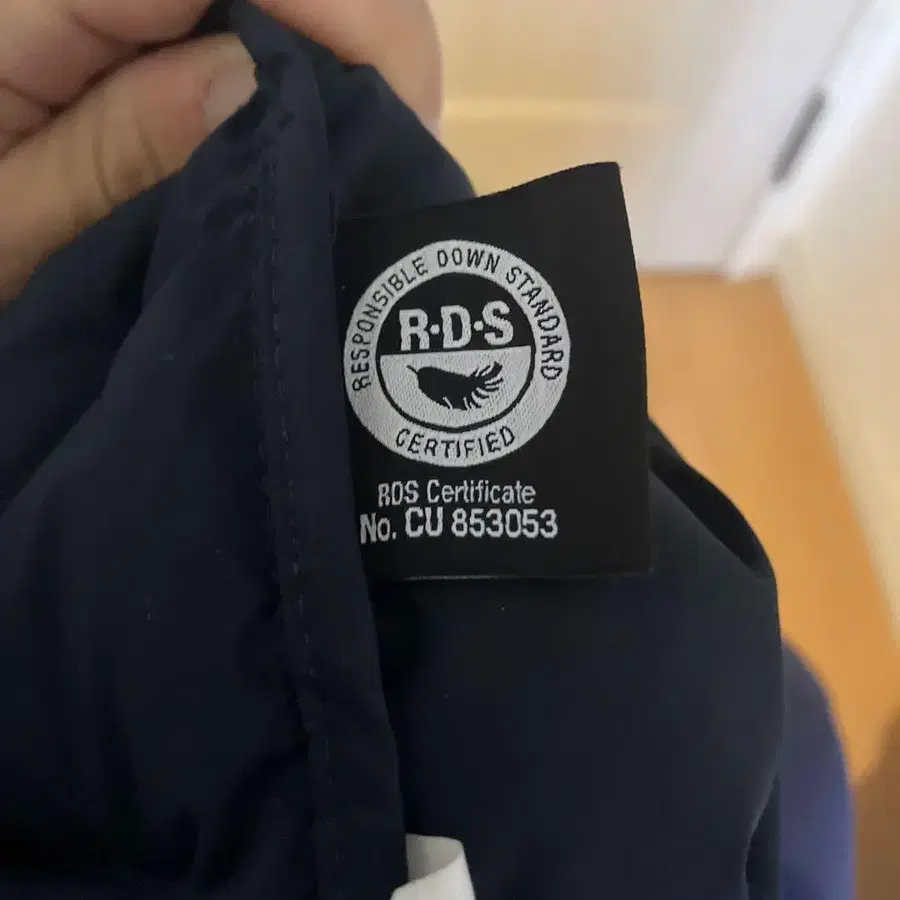 RESPONSIBLE DOWN STANDARD
R·D·S
CERTIFIED
RDS Certificate
No. CU 853053